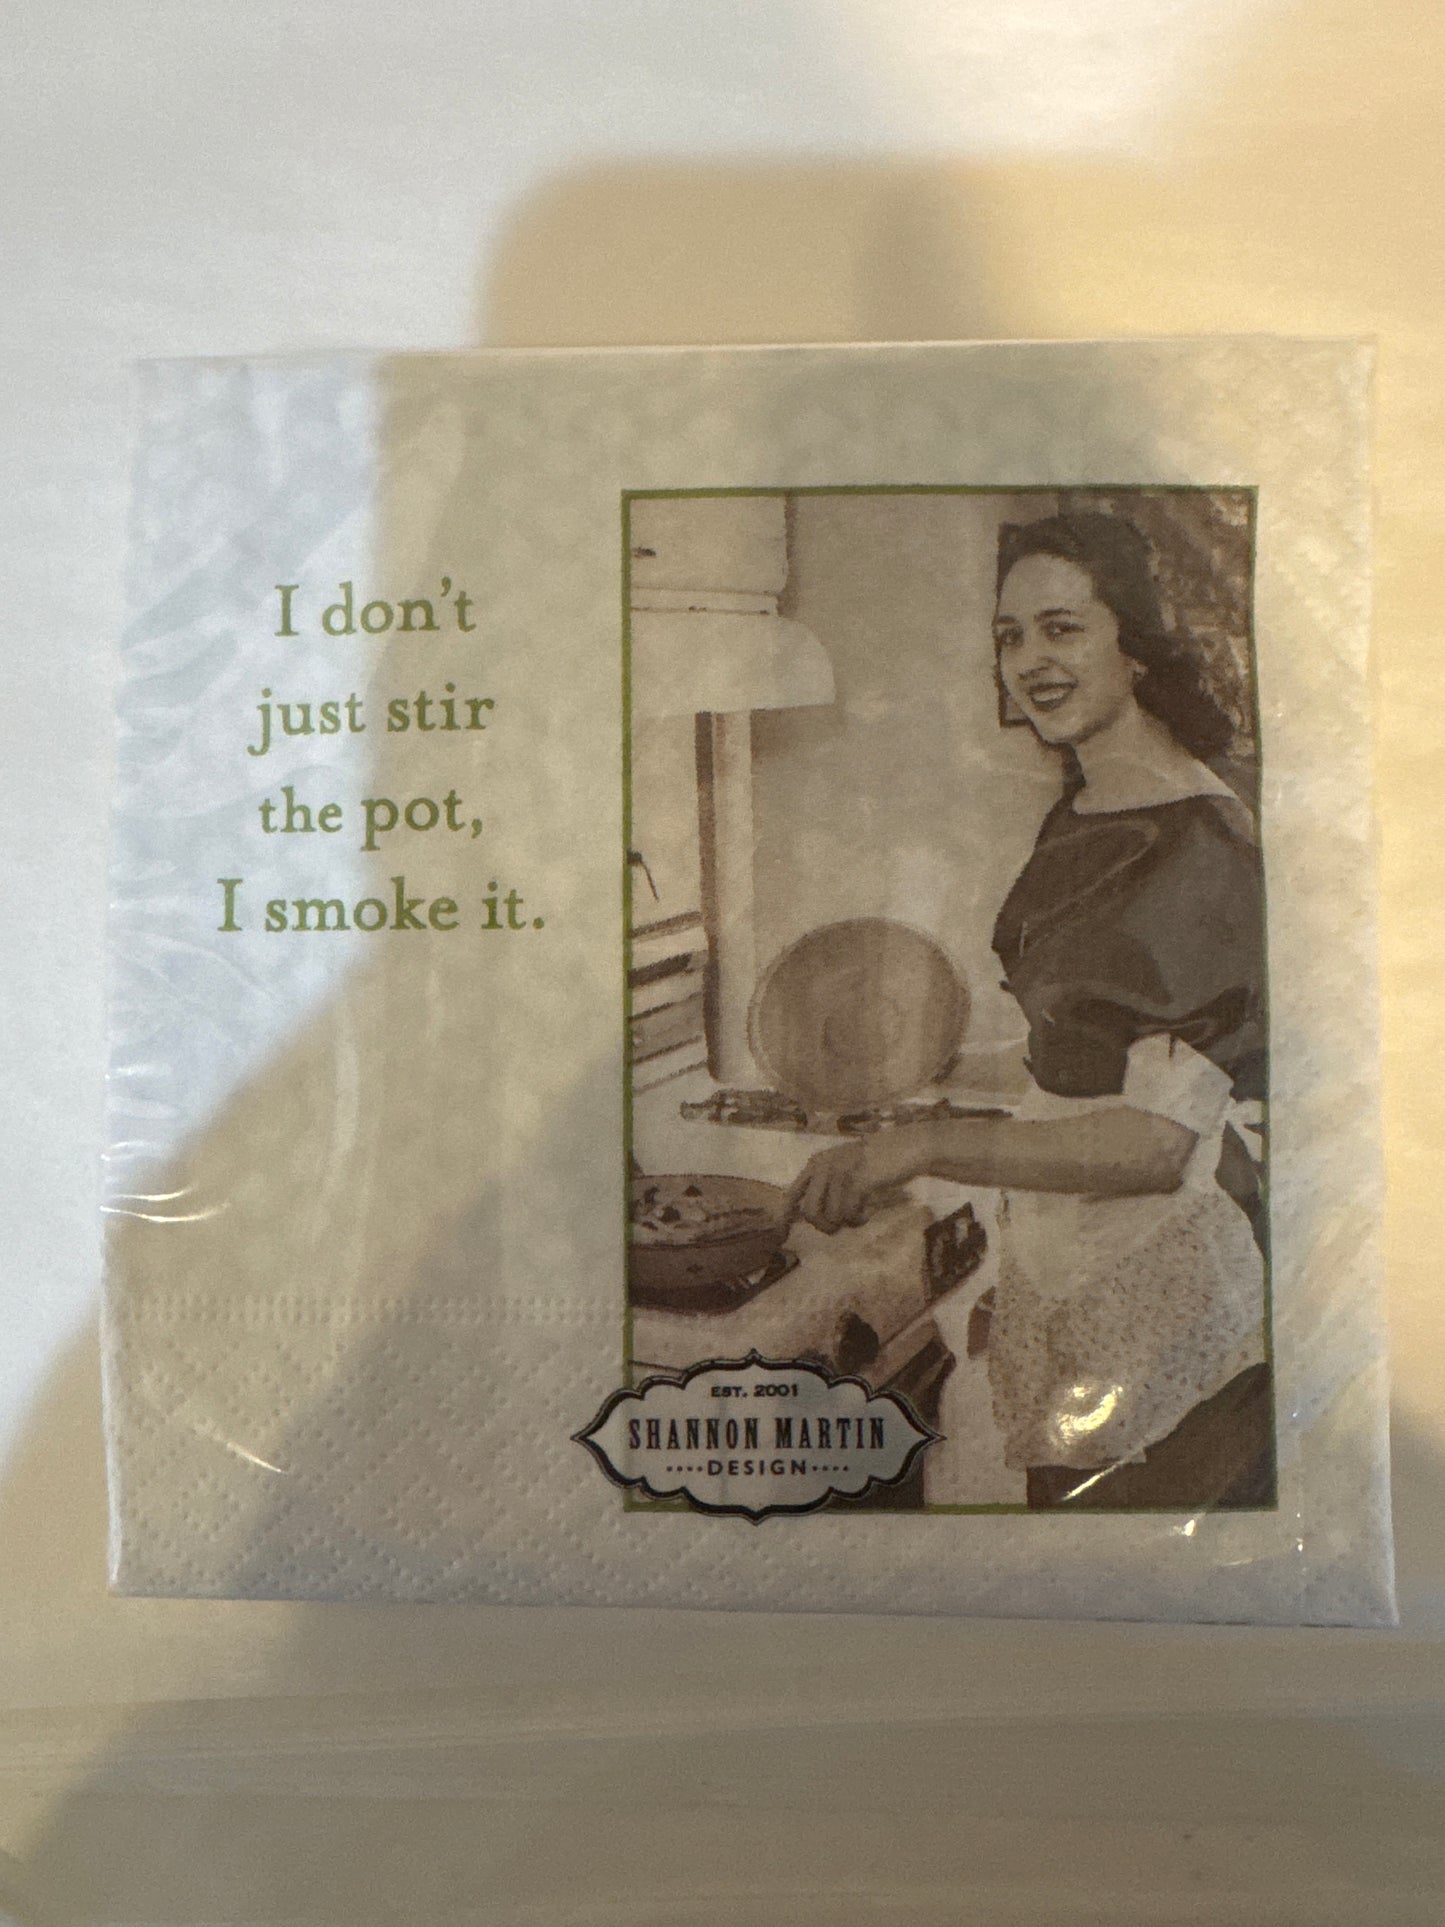 I don't
just stir
the pot,
I smoke it.
EST. 2001
SHANNON MARTIN
DESIGN